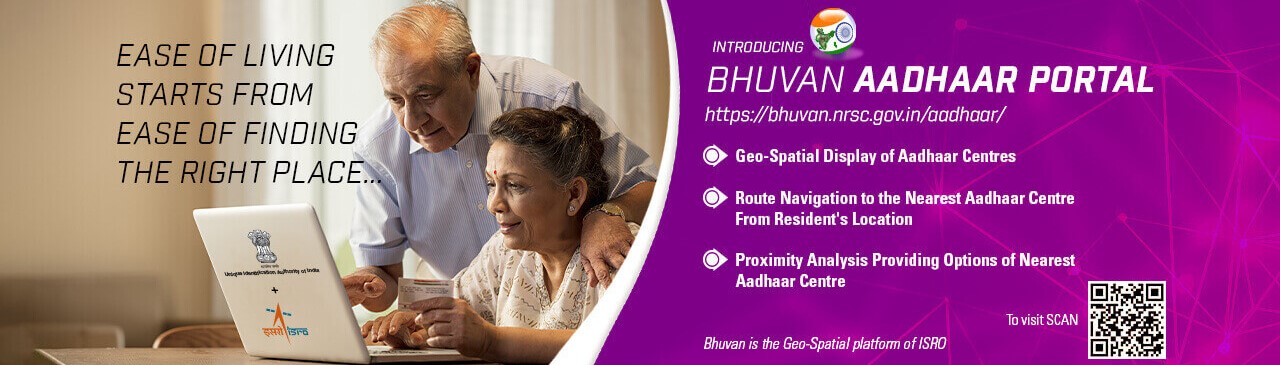 EASE OF LIVING
STARTS FROM
EASE OF FINDING
THE RIGHT PLACE...
Unique Identification Authority of India
+
इसरो isro
INTRODUCING
BHUVAN AADHAAR PORTAL
https://bhuvan.nrsc.gov.in/aadhaar/
Geo-Spatial Display of Aadhaar Centres
Route Navigation to the Nearest Aadhaar Centre
From Resident's Location
Proximity Analysis Providing Options of Nearest
Aadhaar Centre
To visit SCAN
Bhuvan is the Geo-Spatial platform of ISRO